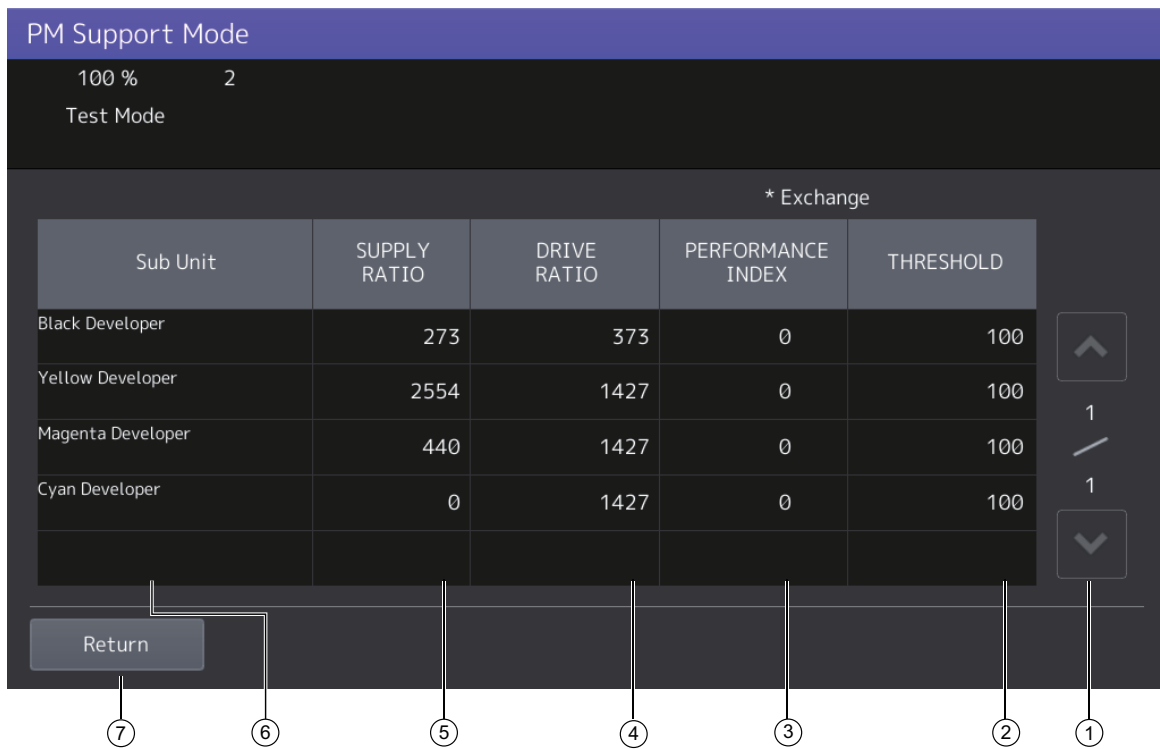 PM Support Mode
100 % 2
Test Mode
* Exchange
Sub Unit SUPPLY RATIO DRIVE RATIO PERFORMANCE INDEX THRESHOLD
Black Developer 273 373 0 100
Yellow Developer 2554 1427 0 100
Magenta Developer 440 1427 0 100
Cyan Developer 0 1427 0 100
1
1
Return
7 6 5 4 3 2 1